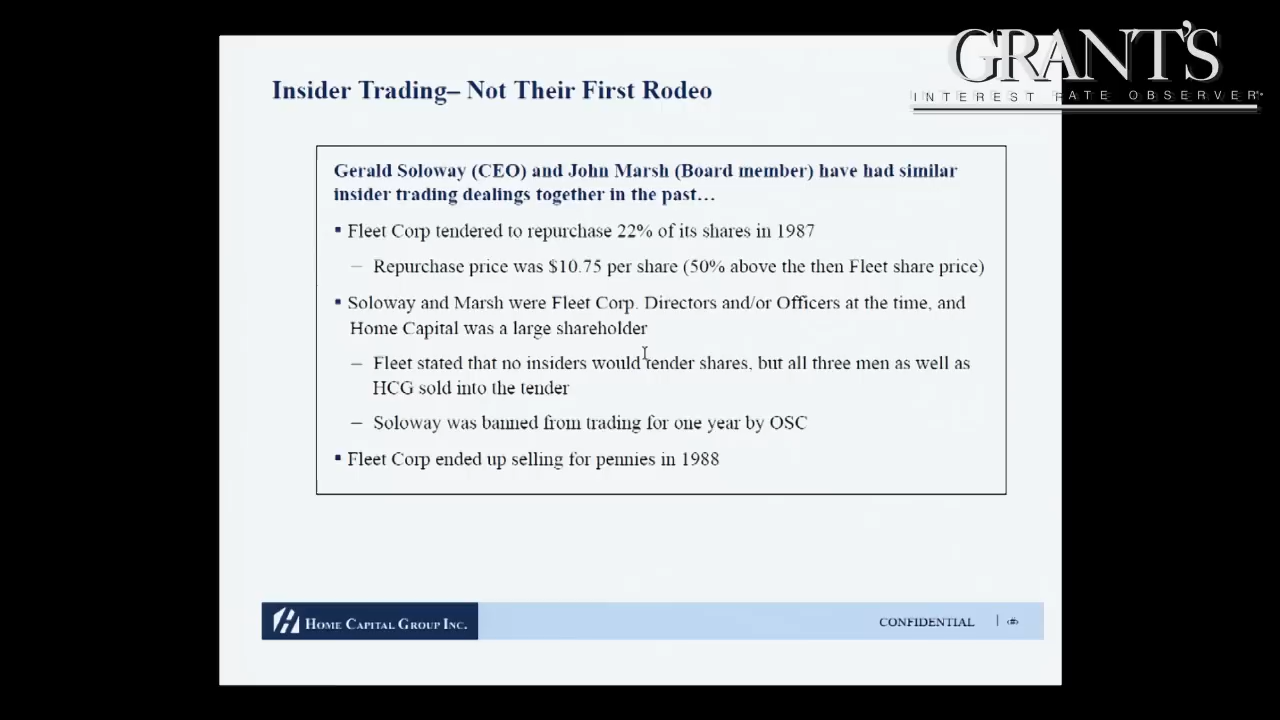 GRANT'S
INTEREST RATE OBSERVER
Insider Trading– Not Their First Rodeo
Gerald Soloway (CEO) and John Marsh (Board member) have had similar
insider trading dealings together in the past…
▪ Fleet Corp tendered to repurchase 22% of its shares in 1987
– Repurchase price was $10.75 per share (50% above the then Fleet share price)
▪ Soloway and Marsh were Fleet Corp. Directors and/or Officers at the time, and
Home Capital was a large shareholder
– Fleet stated that no insiders would tender shares, but all three men as well as
HCG sold into the tender
– Soloway was banned from trading for one year by OSC
▪ Fleet Corp ended up selling for pennies in 1988
HOME CAPITAL GROUP INC.
CONFIDENTIAL |